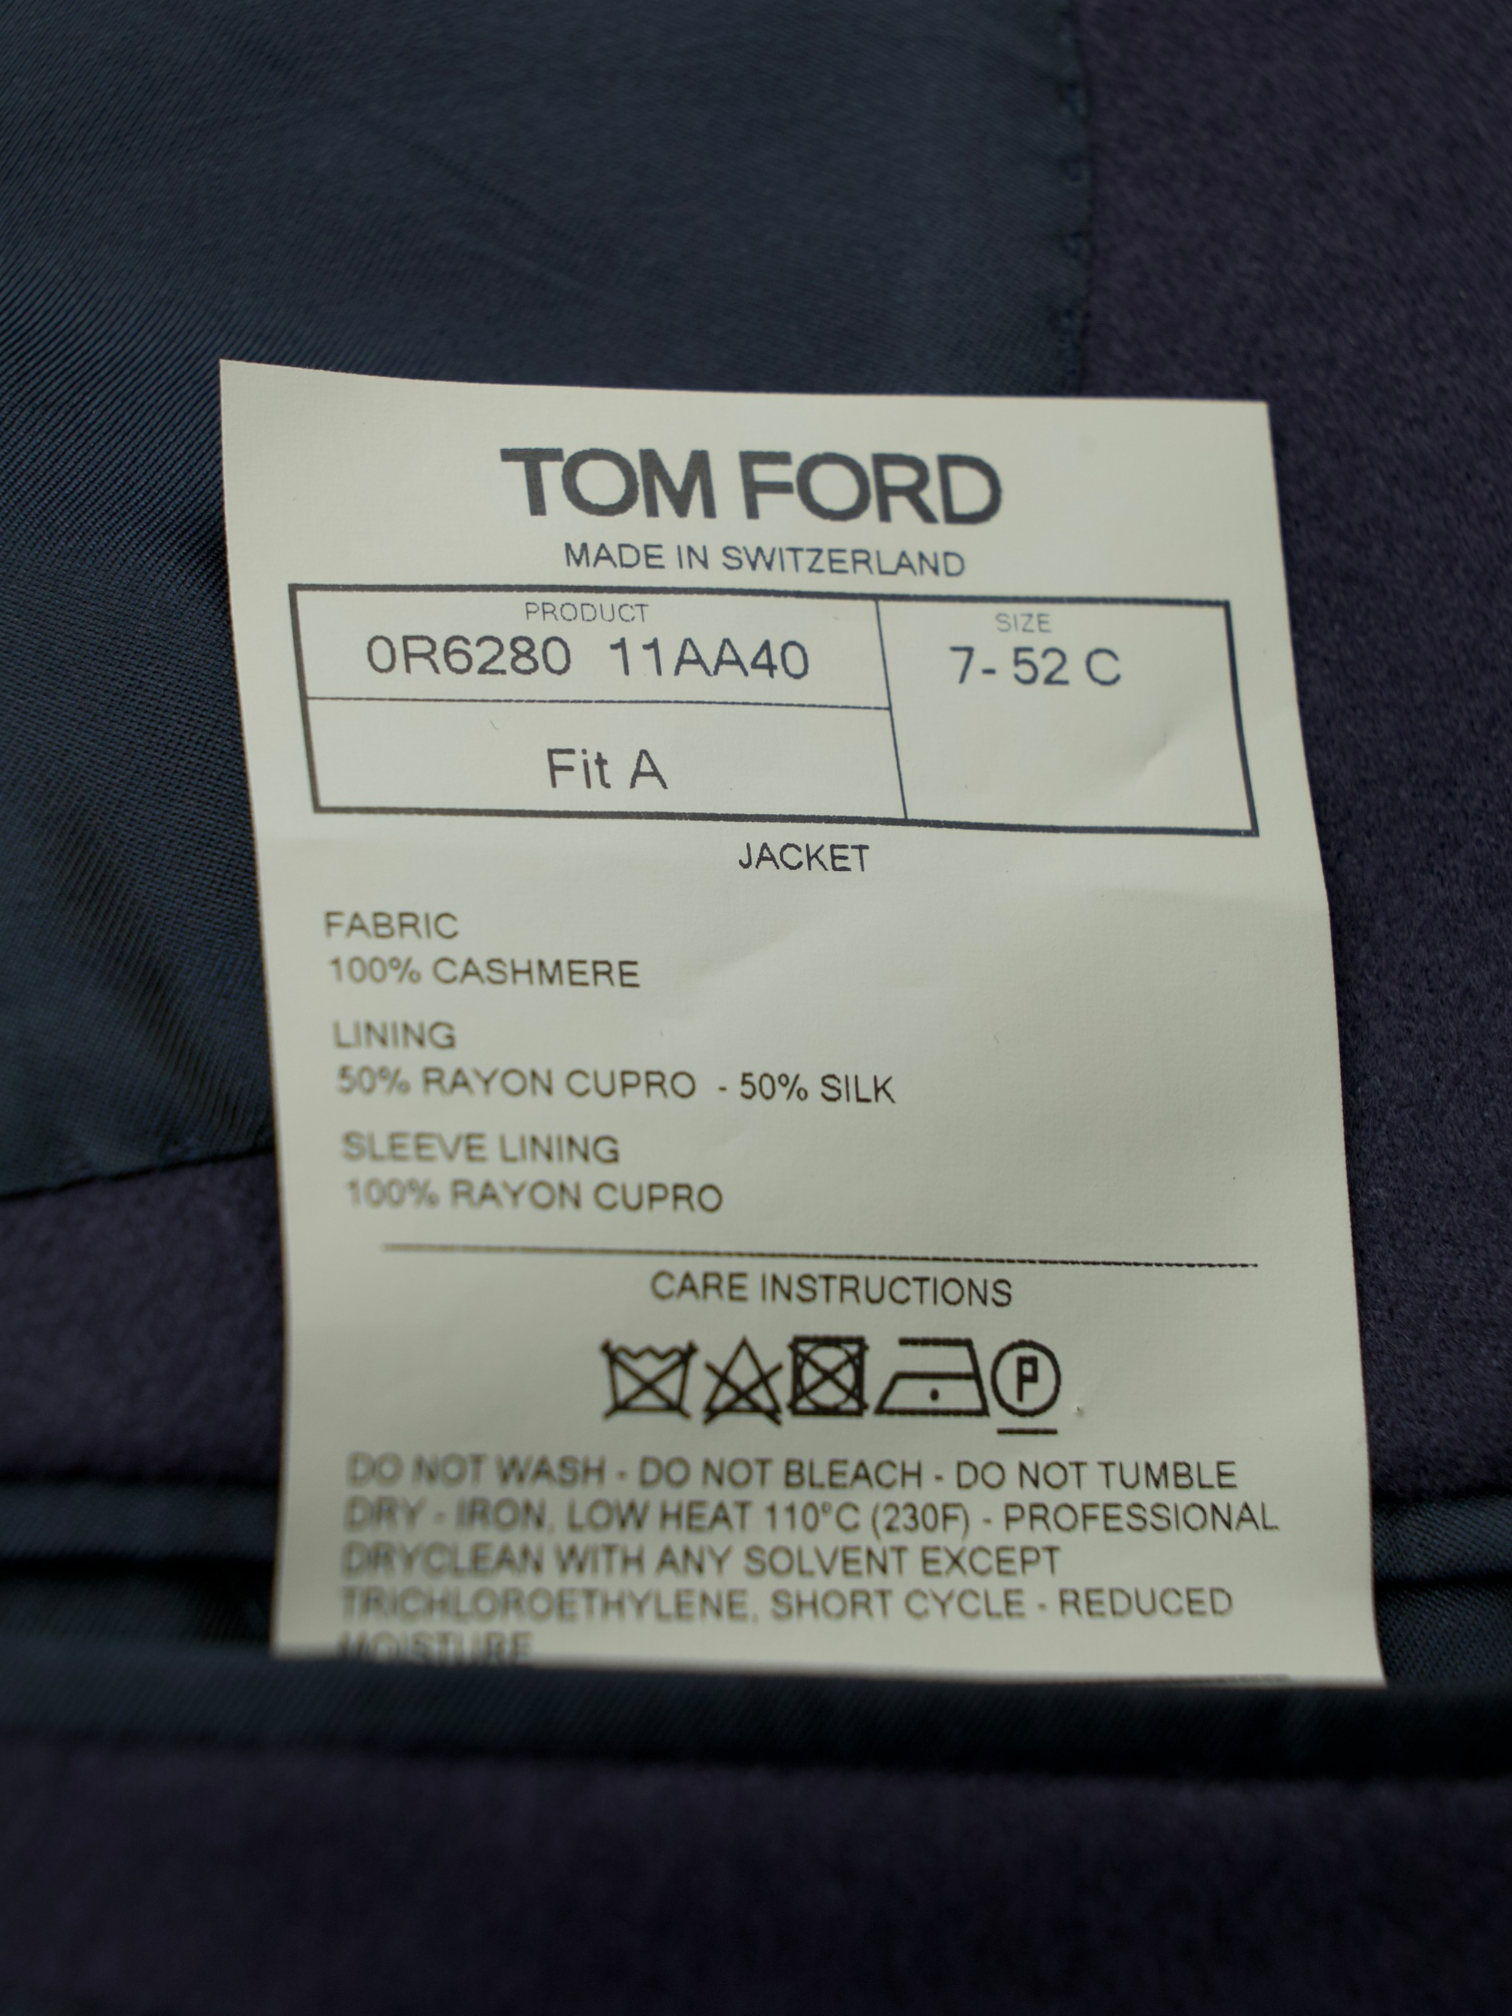 TOM FORD
MADE IN SWITZERLAND
PRODUCT
0R6280 11AA40
SIZE
7- 52 C
Fit A
JACKET
FABRIC
100% CASHMERE
LINING
50% RAYON CUPRO - 50% SILK
SLEEVE LINING
100% RAYON CUPRO
CARE INSTRUCTIONS
P
DO NOT WASH - DO NOT BLEACH - DO NOT TUMBLE
DRY - IRON, LOW HEAT 110°C (230F) - PROFESSIONAL
DRYCLEAN WITH ANY SOLVENT EXCEPT
TRICHLOROETHYLENE, SHORT CYCLE - REDUCED
MOISTURE